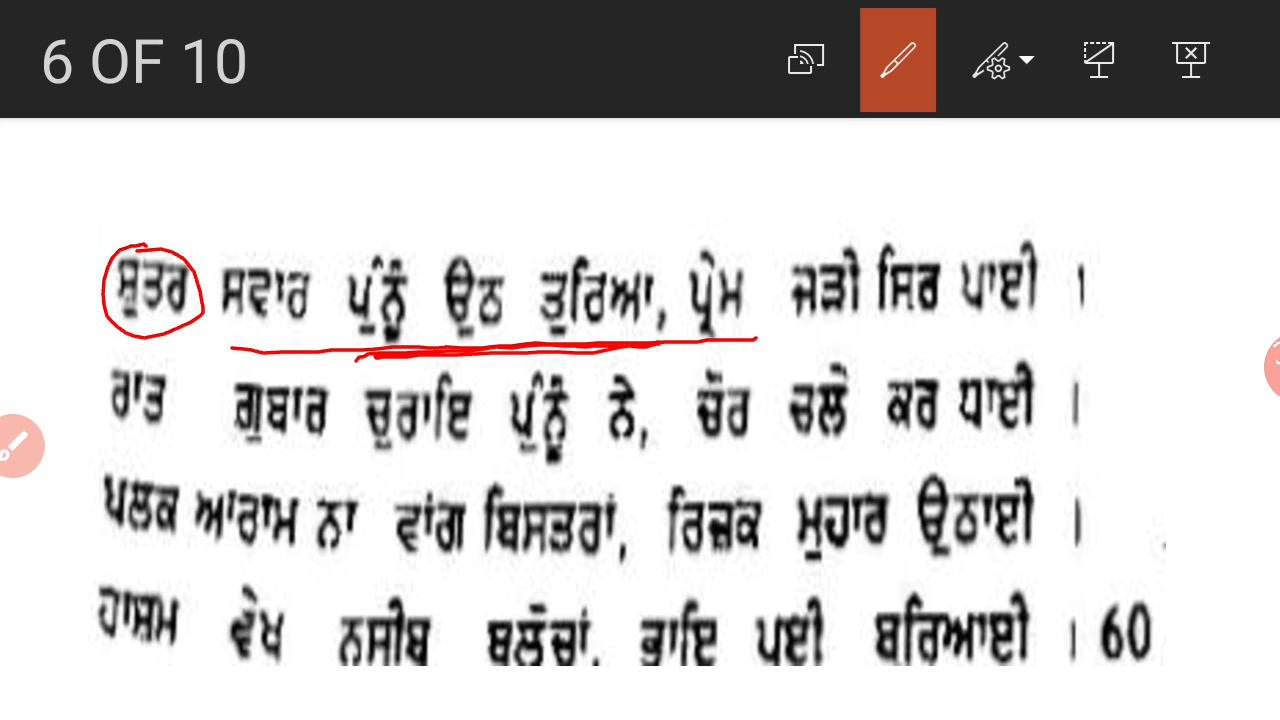 6 OF 10
ਸ਼ੁਤਰ ਸਵਾਰ ਪੁੰਨੂੰ ਉਠ ਤੁਰਿਆ, ਪ੍ਰੇਮ ਜੜੀ ਸਿਰ ਪਾਈ ।
ਰਾਤ ਗੁਬਾਰ ਚੁਰਾਇ ਪੁੰਨੂੰ ਨੇ, ਚੋਰ ਚਲੇ ਕਰ ਧਾਈ ।
ਪਲਕ ਆਰਾਮ ਨਾ ਵਾਂਗ ਬਿਸਤਰਾਂ, ਰਿਜ਼ਕ ਮੁਹਾਰ ਉਠਾਈ ।
ਹਾਸ਼ਮ ਵੇਖ ਨਸੀਬ ਬਲੋਚਾਂ, ਭਾਇ ਪਈ ਬਰਿਆਈ । 60